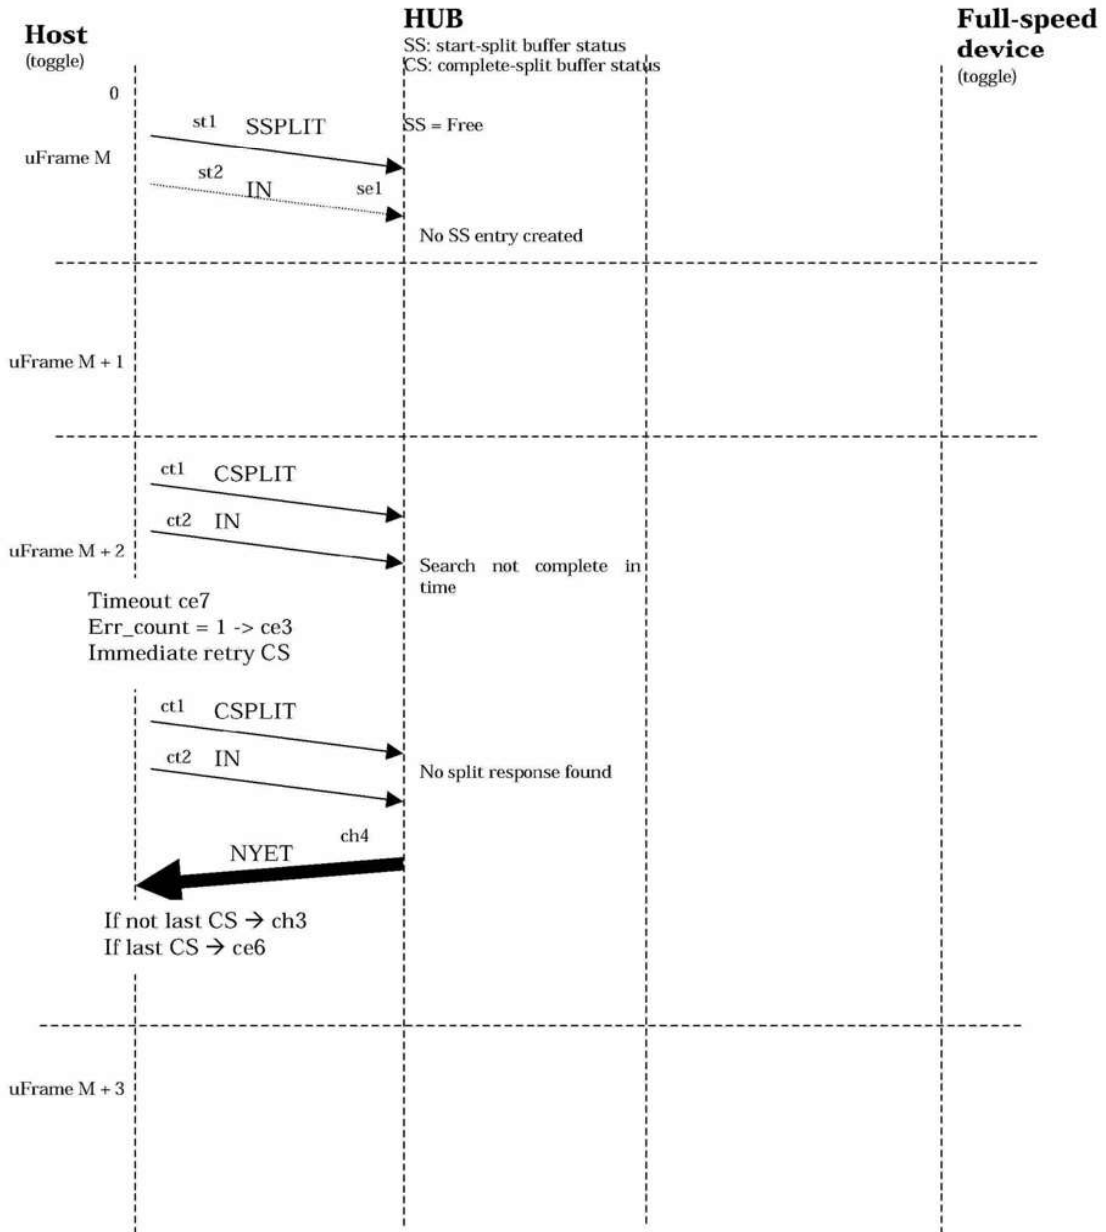 Host
(toggle)
HUB
SS: start-split buffer status
CS: complete-split buffer status
Full-speed
device
(toggle)
0
uFrame M
st1 SSPLIT
SS = Free
st2 IN se1
No SS entry created
uFrame M + 1
ct1 CSPLIT
ct2 IN
uFrame M + 2
Search not complete in
time
Timeout ce7
Err_count = 1 -> ce3
Immediate retry CS
ct1 CSPLIT
ct2 IN
No split response found
ch4
NYET
If not last CS → ch3
If last CS → ce6
uFrame M + 3